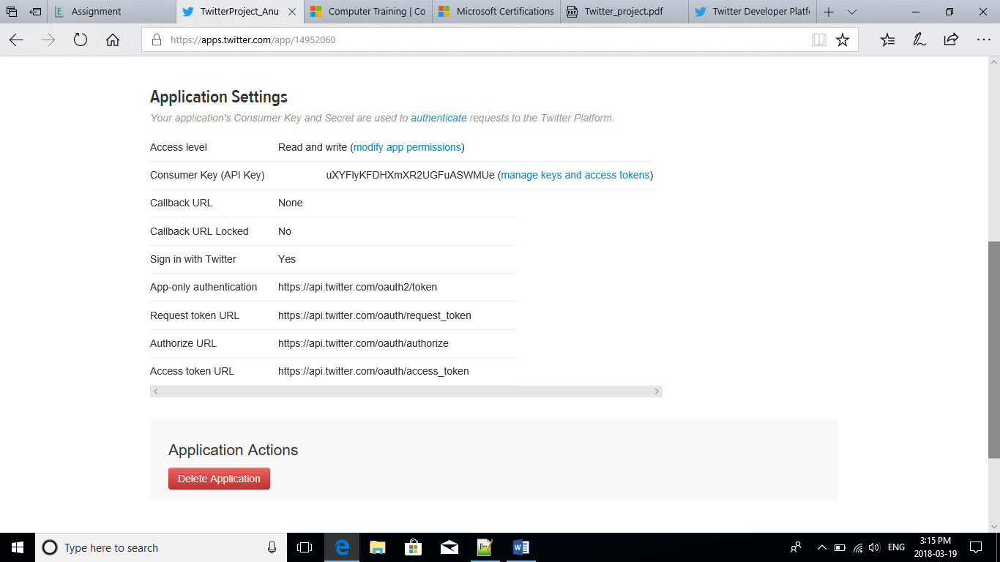 Assignment
TwitterProject_Anu
Computer Training | Co
Microsoft Certifications
Twitter_project.pdf
Twitter Developer Platf
https://apps.twitter.com/app/14952060
Application Settings
Your application's Consumer Key and Secret are used to authenticate requests to the Twitter Platform.
Access level Read and write (modify app permissions)
Consumer Key (API Key) uXYFlyKFDHXmXR2UGFuASWMUe (manage keys and access tokens)
Callback URL None
Callback URL Locked No
Sign in with Twitter Yes
App-only authentication https://api.twitter.com/oauth2/token
Request token URL https://api.twitter.com/oauth/request_token
Authorize URL https://api.twitter.com/oauth/authorize
Access token URL https://api.twitter.com/oauth/access_token
Application Actions
Delete Application
Type here to search
ENG
3:15 PM
2018-03-19